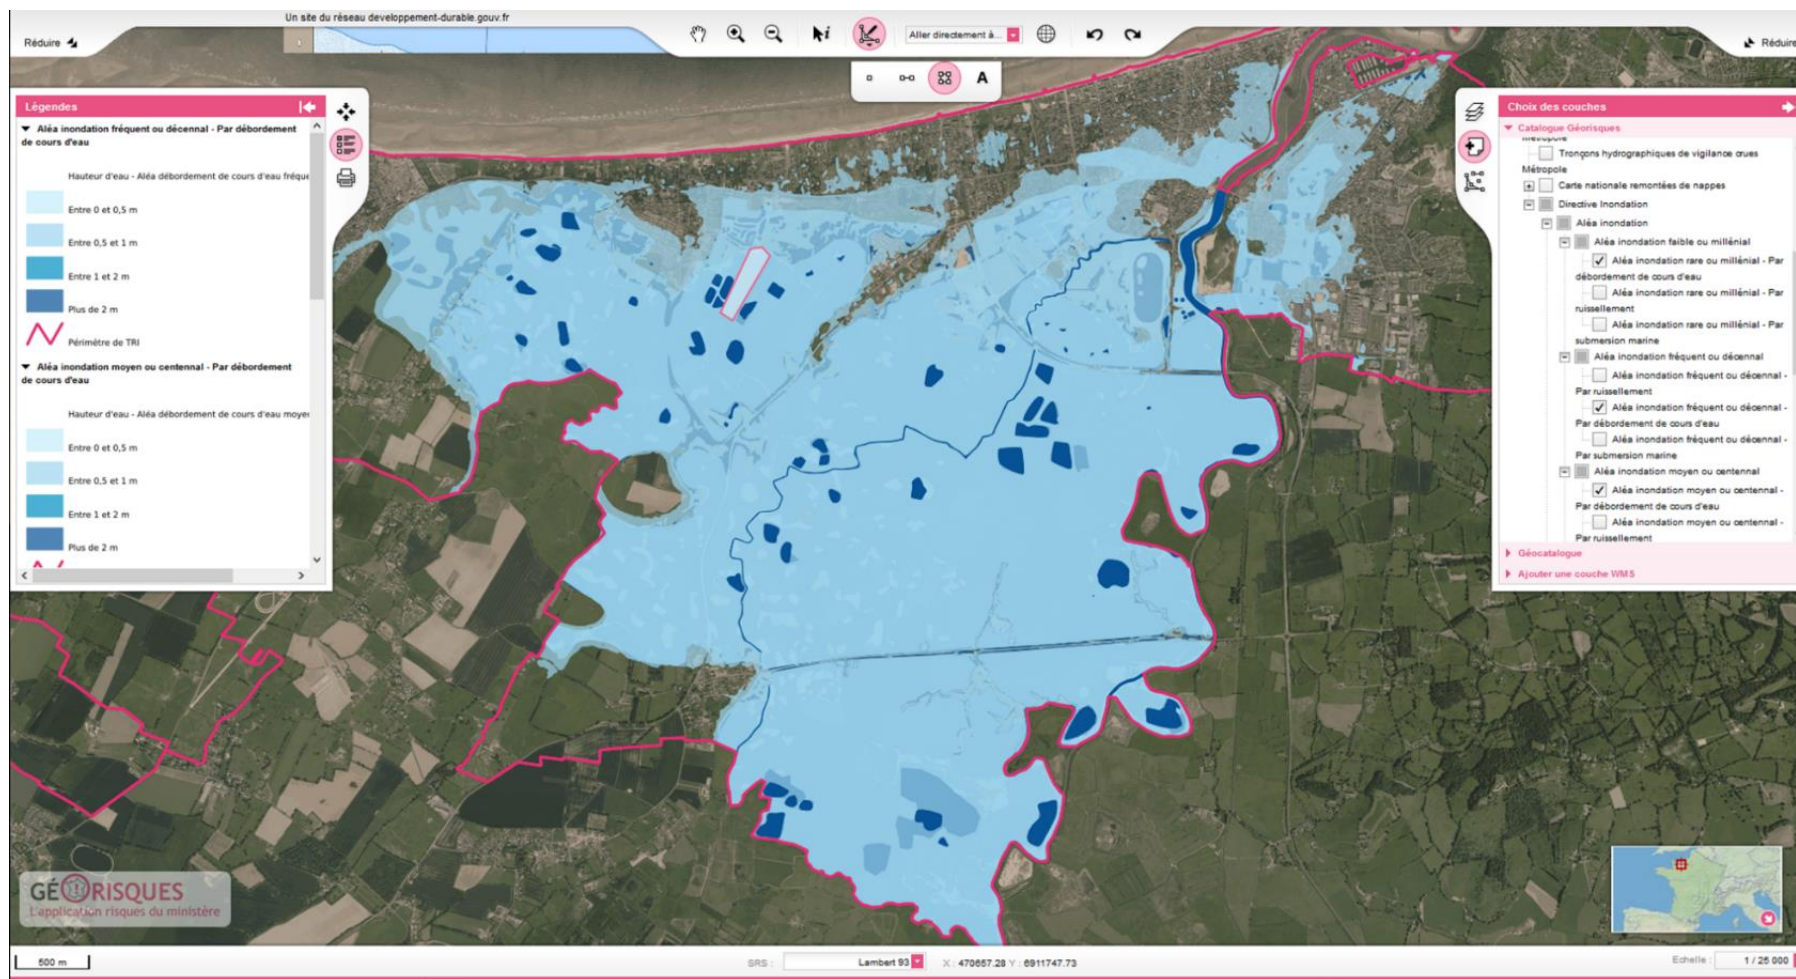 Un site du réseau developpement-durable.gouv.fr
Réduire
Aller directement à...
Réduire
A
Légendes
Aléa inondation fréquent ou décennal - Par débordement
de cours d'eau
Hauteur d'eau - Aléa débordement de cours d'eau fréque
Entre 0 et 0,5 m
Entre 0,5 et 1 m
Entre 1 et 2 m
Plus de 2 m
Périmètre de TRI
Aléa inondation moyen ou centennal - Par débordement
de cours d'eau
Hauteur d'eau - Aléa débordement de cours d'eau moyen
Entre 0 et 0,5 m
Entre 0,5 et 1 m
Entre 1 et 2 m
Plus de 2 m
Choix des couches
Catalogue Géorisques
Métropole
Tronçons hydrographiques de vigilance crues
Métropole
Carte nationale remontées de nappes
Directive Inondation
Aléa inondation
Aléa inondation faible ou millénial
Aléa inondation rare ou millénial - Par
débordement de cours d'eau
Aléa inondation rare ou millénial - Par
ruissellement
Aléa inondation rare ou millénial - Par
submersion marine
Aléa inondation fréquent ou décennal
Aléa inondation fréquent ou décennal -
Par ruissellement
Aléa inondation fréquent ou décennal -
Par débordement de cours d'eau
Aléa inondation fréquent ou décennal -
Par submersion marine
Aléa inondation moyen ou centennal
Aléa inondation moyen ou centennal -
Par débordement de cours d'eau
Aléa inondation moyen ou centennal -
Par ruissellement
Géocatalogue
Ajouter une couche WMS
GÉORISQUES
L'application risques du ministère
500 m
SRS : Lambert 93 X : 470657.28 Y : 6911747.73
Echelle : 1 / 25 000